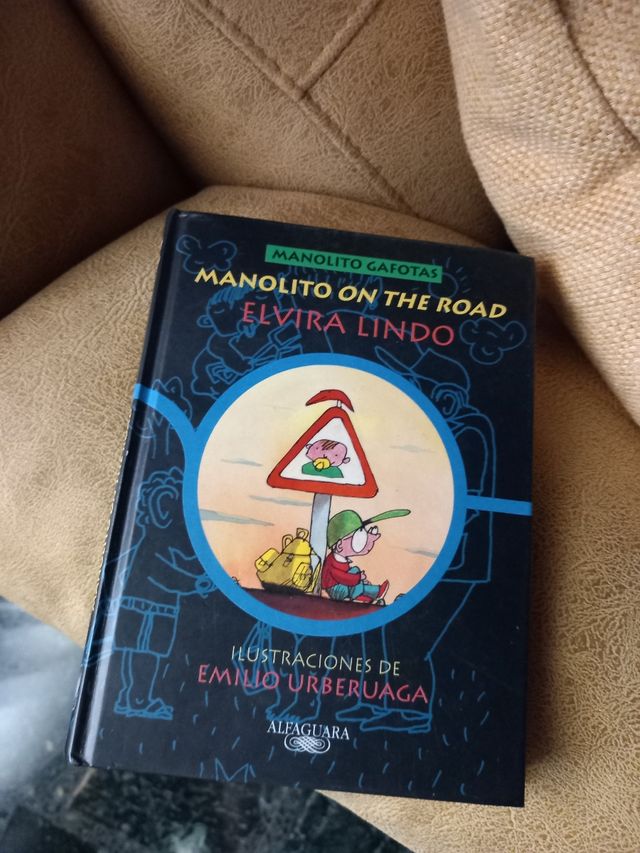 MANOLITO GAFOTAS
MANOLITO ON THE ROAD
ELVIRA LINDO
ILUSTRACIONES DE
EMILIO URBERUAGA
ALFAGUARA